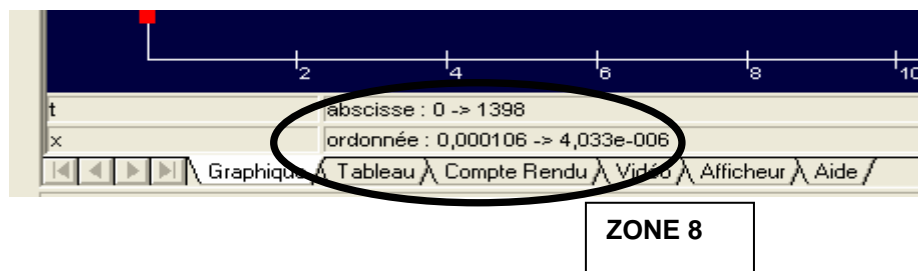 2 4 6 8 10
t abscisse : 0 -> 1398
x ordonnée : 0,000106 -> 4,033e-006
Graphique Tableau Compte Rendu Vidéo Afficheur Aide
ZONE 8